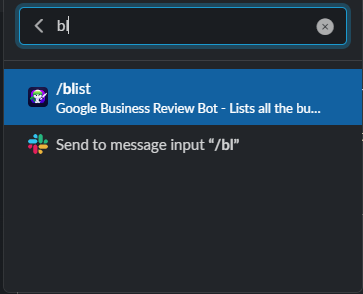 bl
/blist
Google Business Review Bot - Lists all the bu...
Send to message input “/bl”